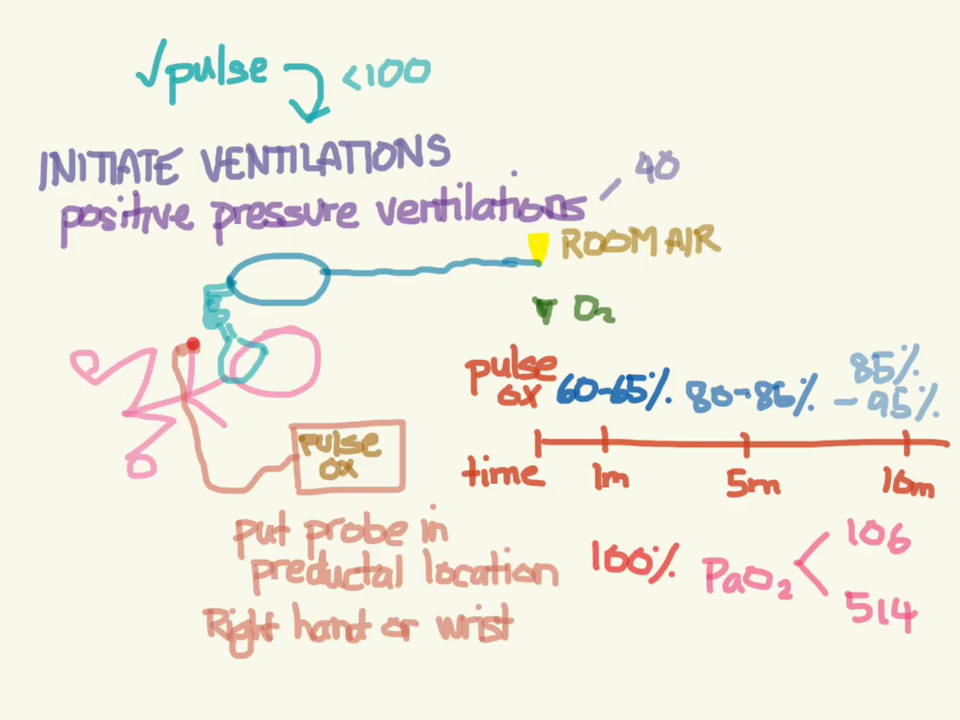 √pulse <100
INITIATE VENTILATIONS
positive pressure ventilations 40
ROOM AIR
O2
pulse ox 60-65% 80-85% 85% - 95%
time 1m 5m 10m
PULSE OX
put probe in
preductal location
Right hand or wrist
100% PaO2 106
514